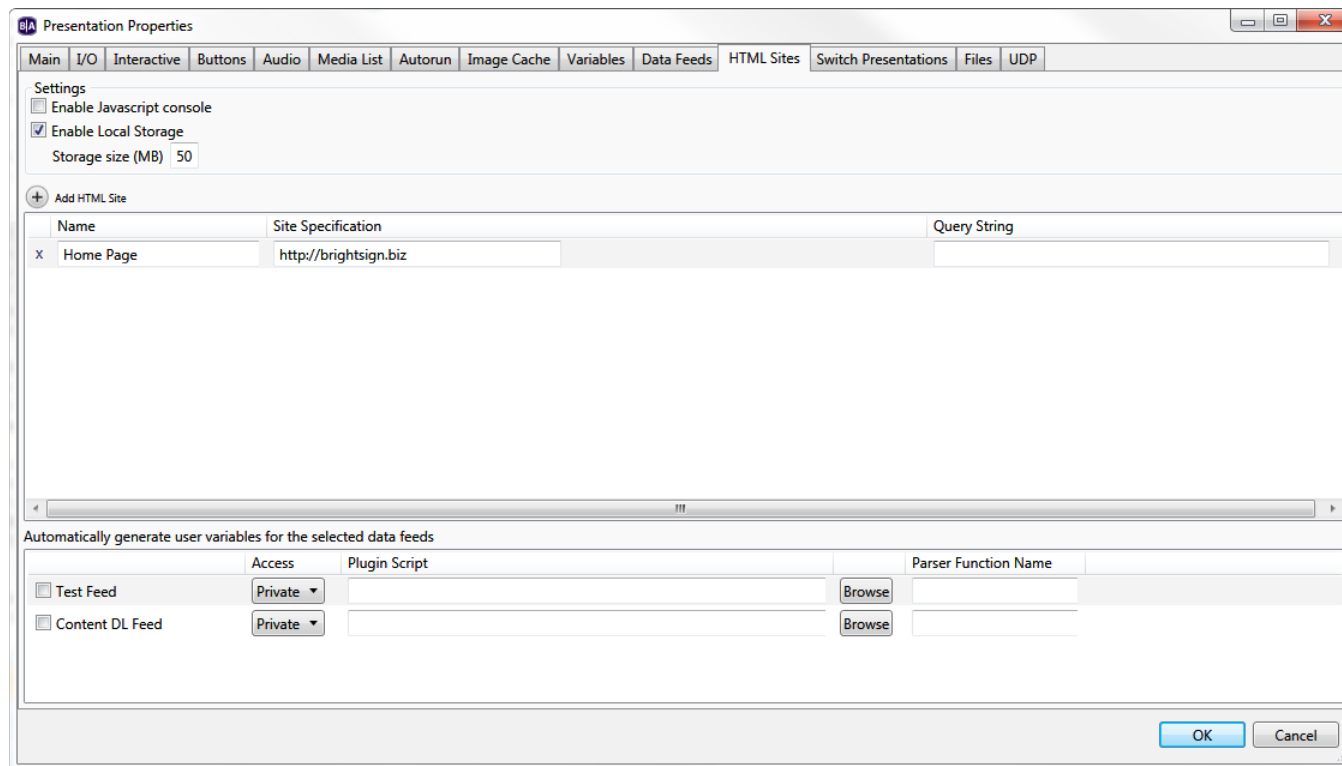 B|A Presentation Properties
Main I/O Interactive Buttons Audio Media List Autorun Image Cache Variables Data Feeds HTML Sites Switch Presentations Files UDP
Settings
Enable Javascript console
Enable Local Storage
Storage size (MB) 50
+ Add HTML Site
Name Site Specification Query String
x Home Page http://brightsign.biz
Automatically generate user variables for the selected data feeds
Access Plugin Script Parser Function Name
Test Feed Private Browse
Content DL Feed Private Browse
OK Cancel